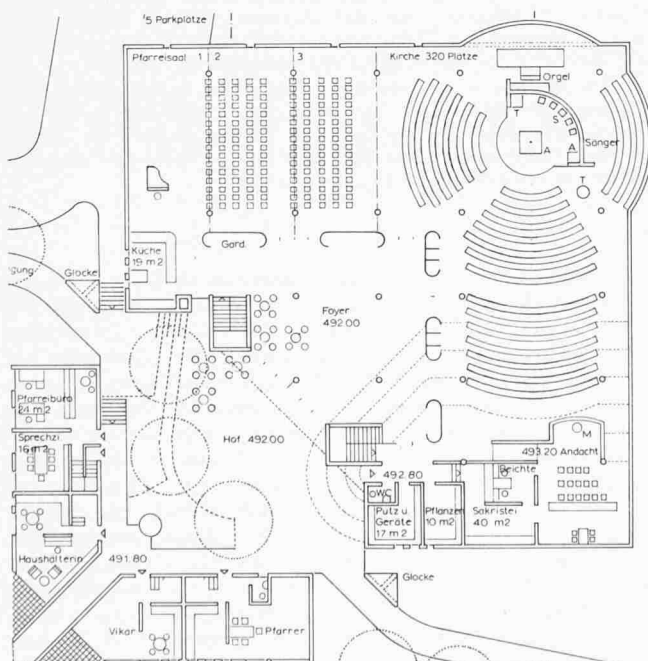 15 Parkplätze
Pfarreisaal 1 2 3
Kirche 320 Plätze
Orgel
T
S
Sänger
A
A
T
Gard.
Küche
19 m2
Glocke
Foyer
492.00
Pfarreibüro
24 m2
Sprechzi.
16 m2
Hof 492.00
M
493.20 Andacht
Beichte
492.80
WC
Putz u.
Geräte
17 m2
Pflanzen
10 m2
Sakristei
40 m2
Haushälterin
491.80
Glocke
Vikar
Pfarrer